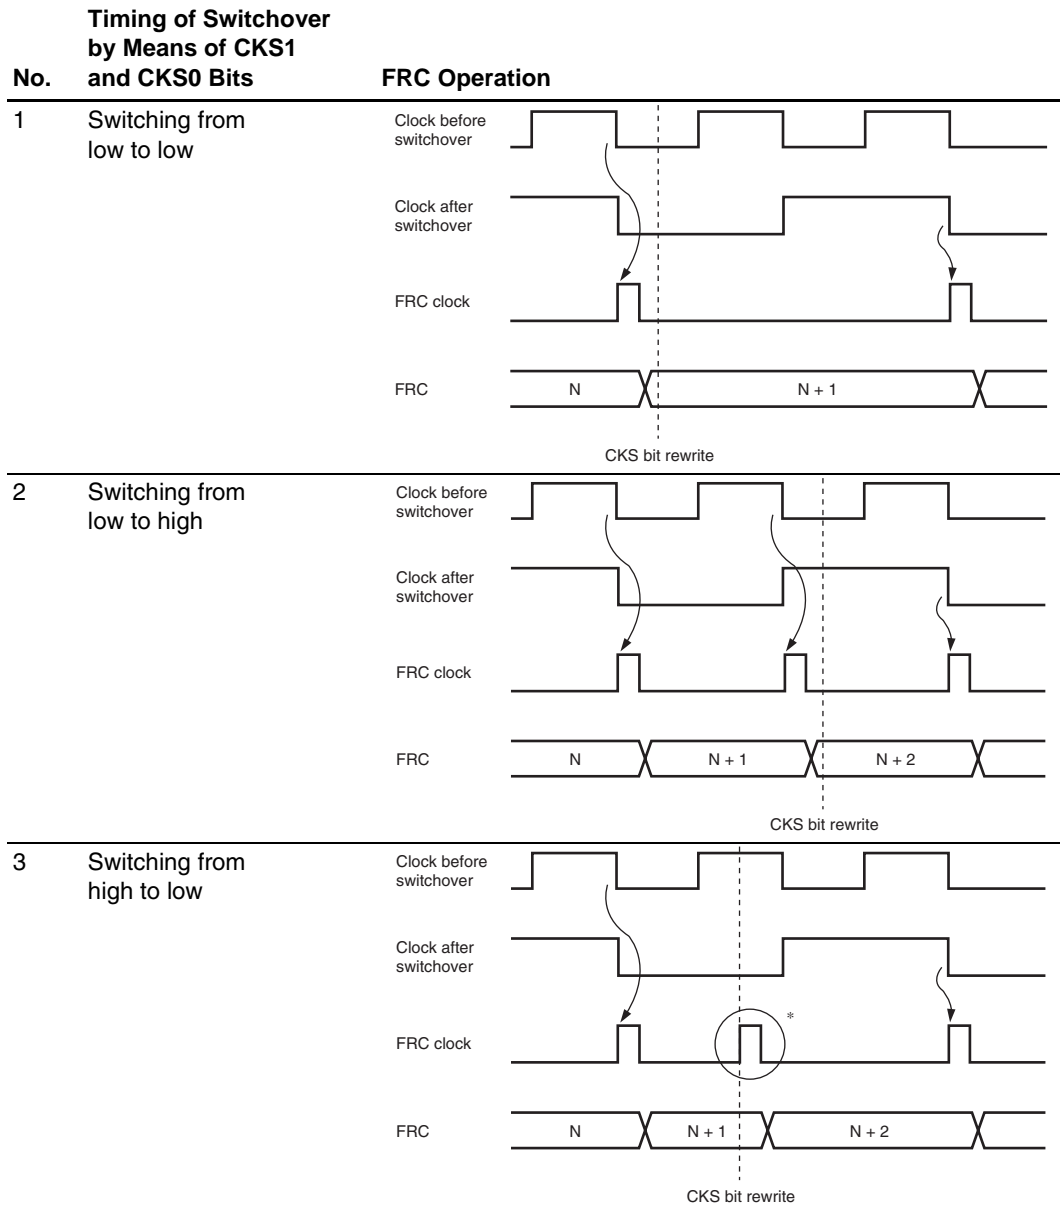 No.
Timing of Switchover
by Means of CKS1
and CKS0 Bits
FRC Operation
1
Switching from
low to low
Clock before
switchover
Clock after
switchover
FRC clock
FRC
N
N + 1
CKS bit rewrite
2
Switching from
low to high
Clock before
switchover
Clock after
switchover
FRC clock
FRC
N
N + 1
N + 2
CKS bit rewrite
3
Switching from
high to low
Clock before
switchover
Clock after
switchover
FRC clock
*
FRC
N
N + 1
N + 2
CKS bit rewrite